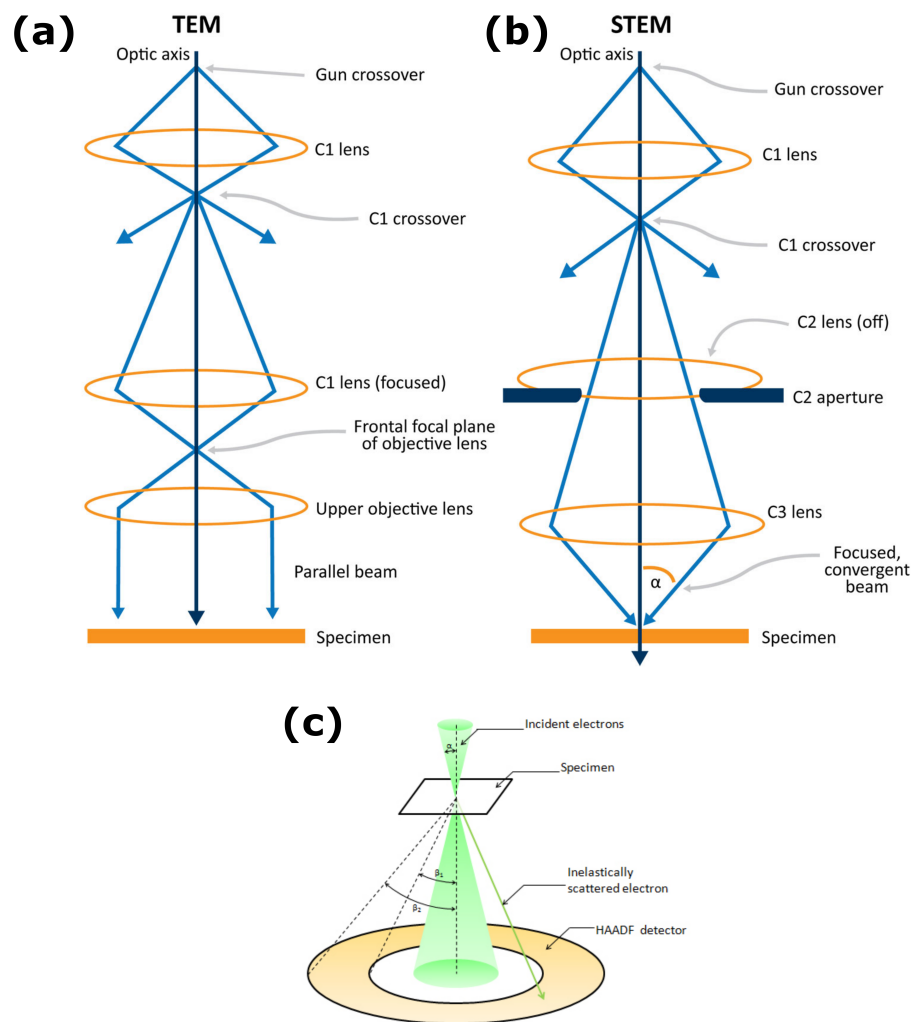 (a)
TEM
Optic axis
Gun crossover
C1 lens
C1 crossover
C1 lens (focused)
Frontal focal plane
of objective lens
Upper objective lens
Parallel beam
Specimen
(b)
STEM
Optic axis
Gun crossover
C1 lens
C1 crossover
C2 lens (off)
C2 aperture
C3 lens
Focused,
convergent
beam
α
Specimen
(c)
Incident electrons
α
Specimen
β₁
β₂
Inelastically
scattered electron
HAADF detector